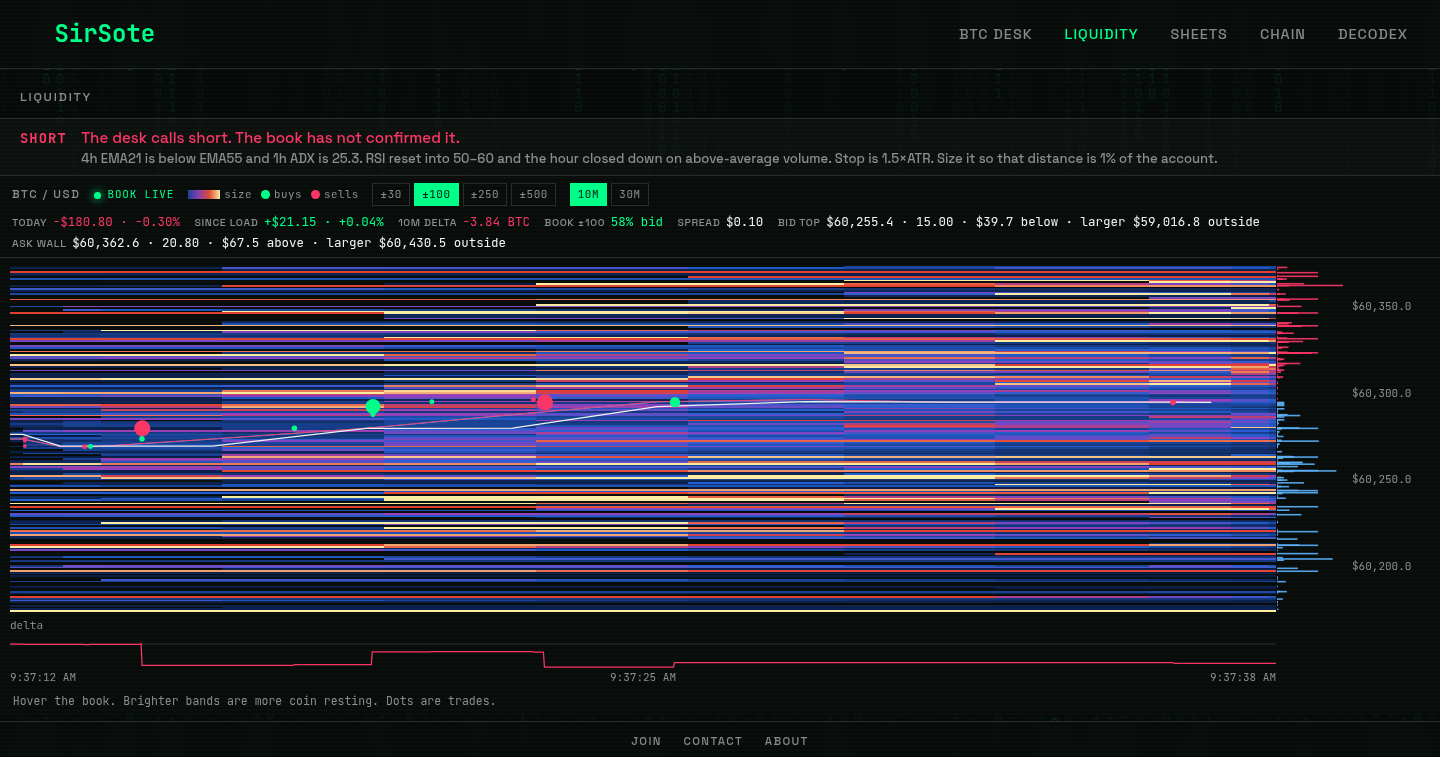 SirSote
BTC DESK LIQUIDITY SHEETS CHAIN DECODEX
LIQUIDITY
SHORT The desk calls short. The book has not confirmed it.
4h EMA21 is below EMA55 and 1h ADX is 25.3. RSI reset into 50–60 and the hour closed down on above-average volume. Stop is 1.5×ATR. Size it so that distance is 1% of the account.
BTC / USD BOOK LIVE size buys sells ±30 ±100 ±250 ±500 10M 30M
TODAY -$180.80 · -0.30% SINCE LOAD +$21.15 · +0.04% 10M DELTA -3.84 BTC BOOK ±100 58% bid SPREAD $0.10 BID TOP $60,255.4 · 15.00 · $39.7 below · larger $59,016.8 outside
ASK WALL $60,362.6 · 20.80 · $67.5 above · larger $60,430.5 outside
$60,350.0
$60,300.0
$60,250.0
$60,200.0
delta
9:37:12 AM 9:37:25 AM 9:37:38 AM
Hover the book. Brighter bands are more coin resting. Dots are trades.
JOIN CONTACT ABOUT